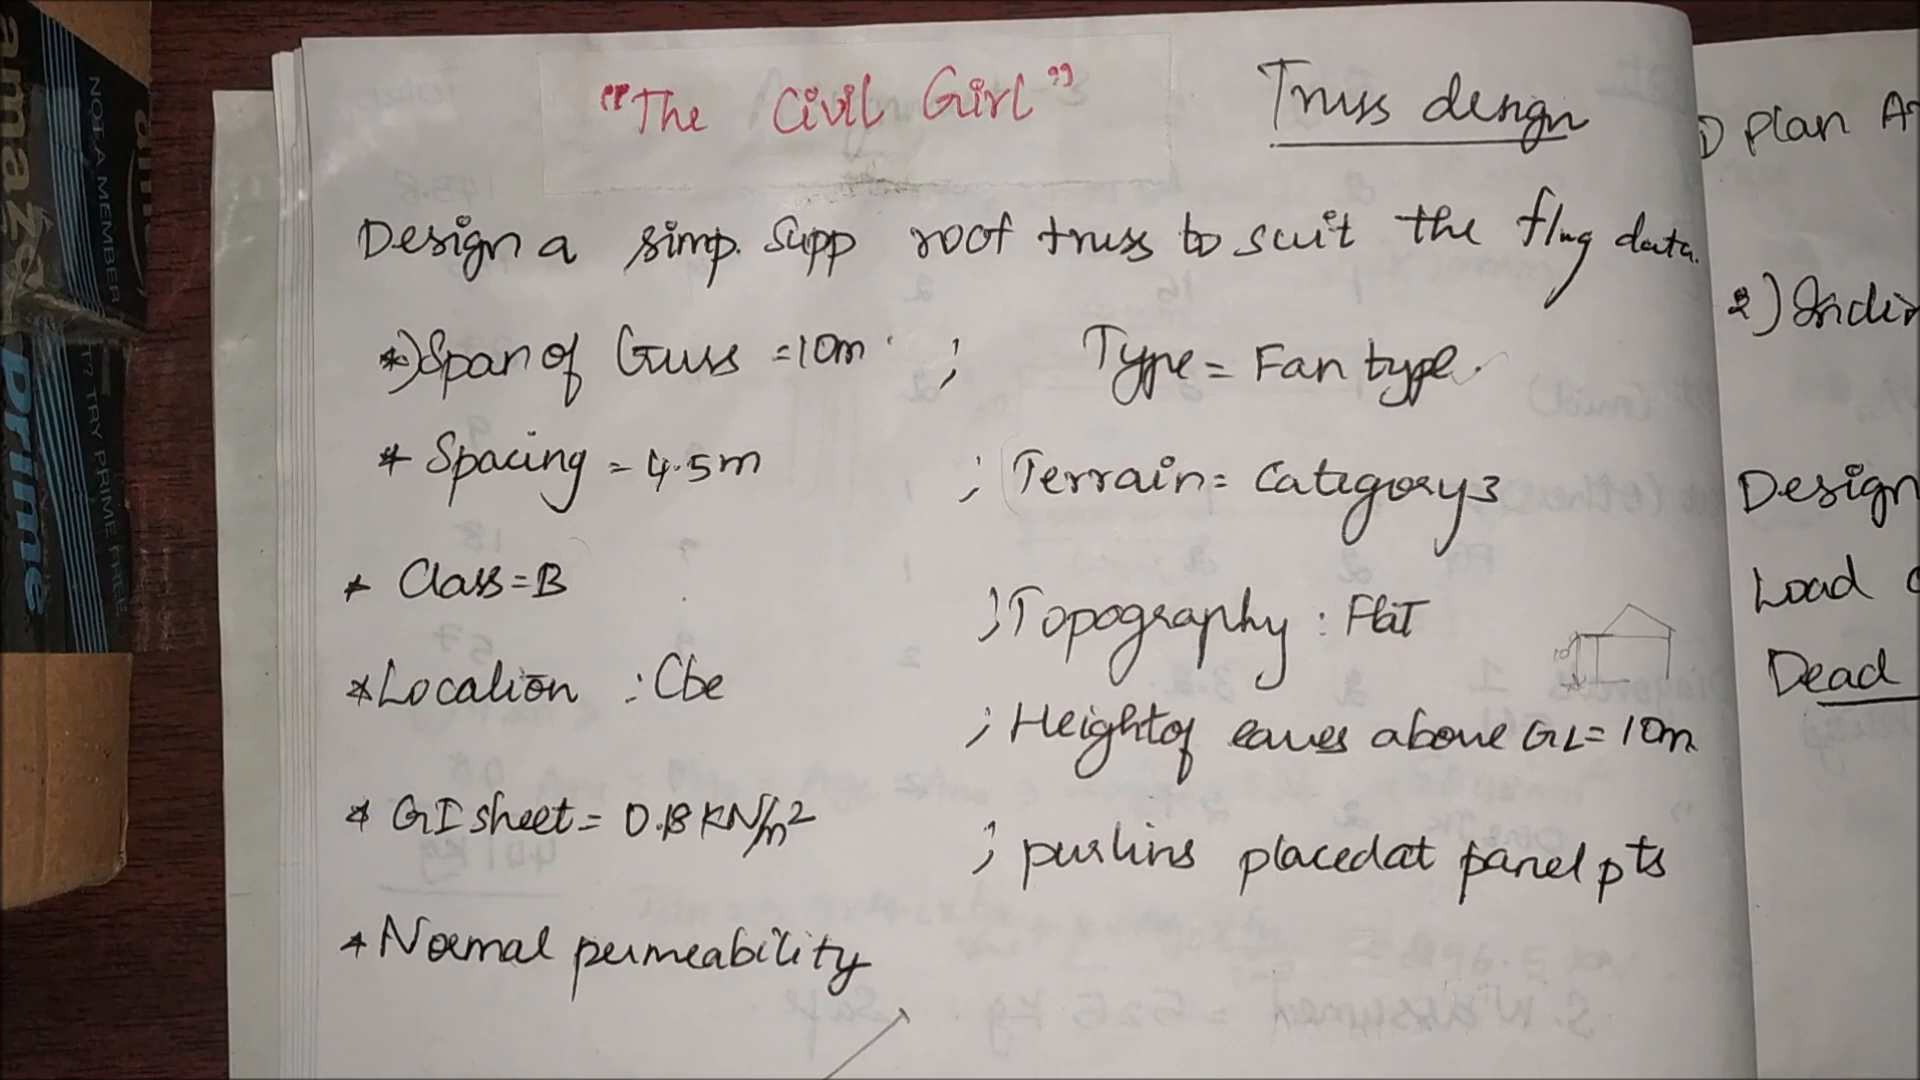 "The Civil Girl"
Truss design
Design a simp. supp roof truss to suit the flwg data.
*) Span of truss = 10m ; Type = Fan type.
* Spacing = 4.5m ; Terrain = Category 3
* Class = B ; Topography : Flat
* Location : Cbe ; Height of eaves above GL = 10m
* GI sheet = 0.18 KN/m2 ; purlins placed at panel pts
* Normal permeability
plan
2)
Design
Load
Dead
amazo
NOT A MEMBER
prime
T? TRY PRIME FREE